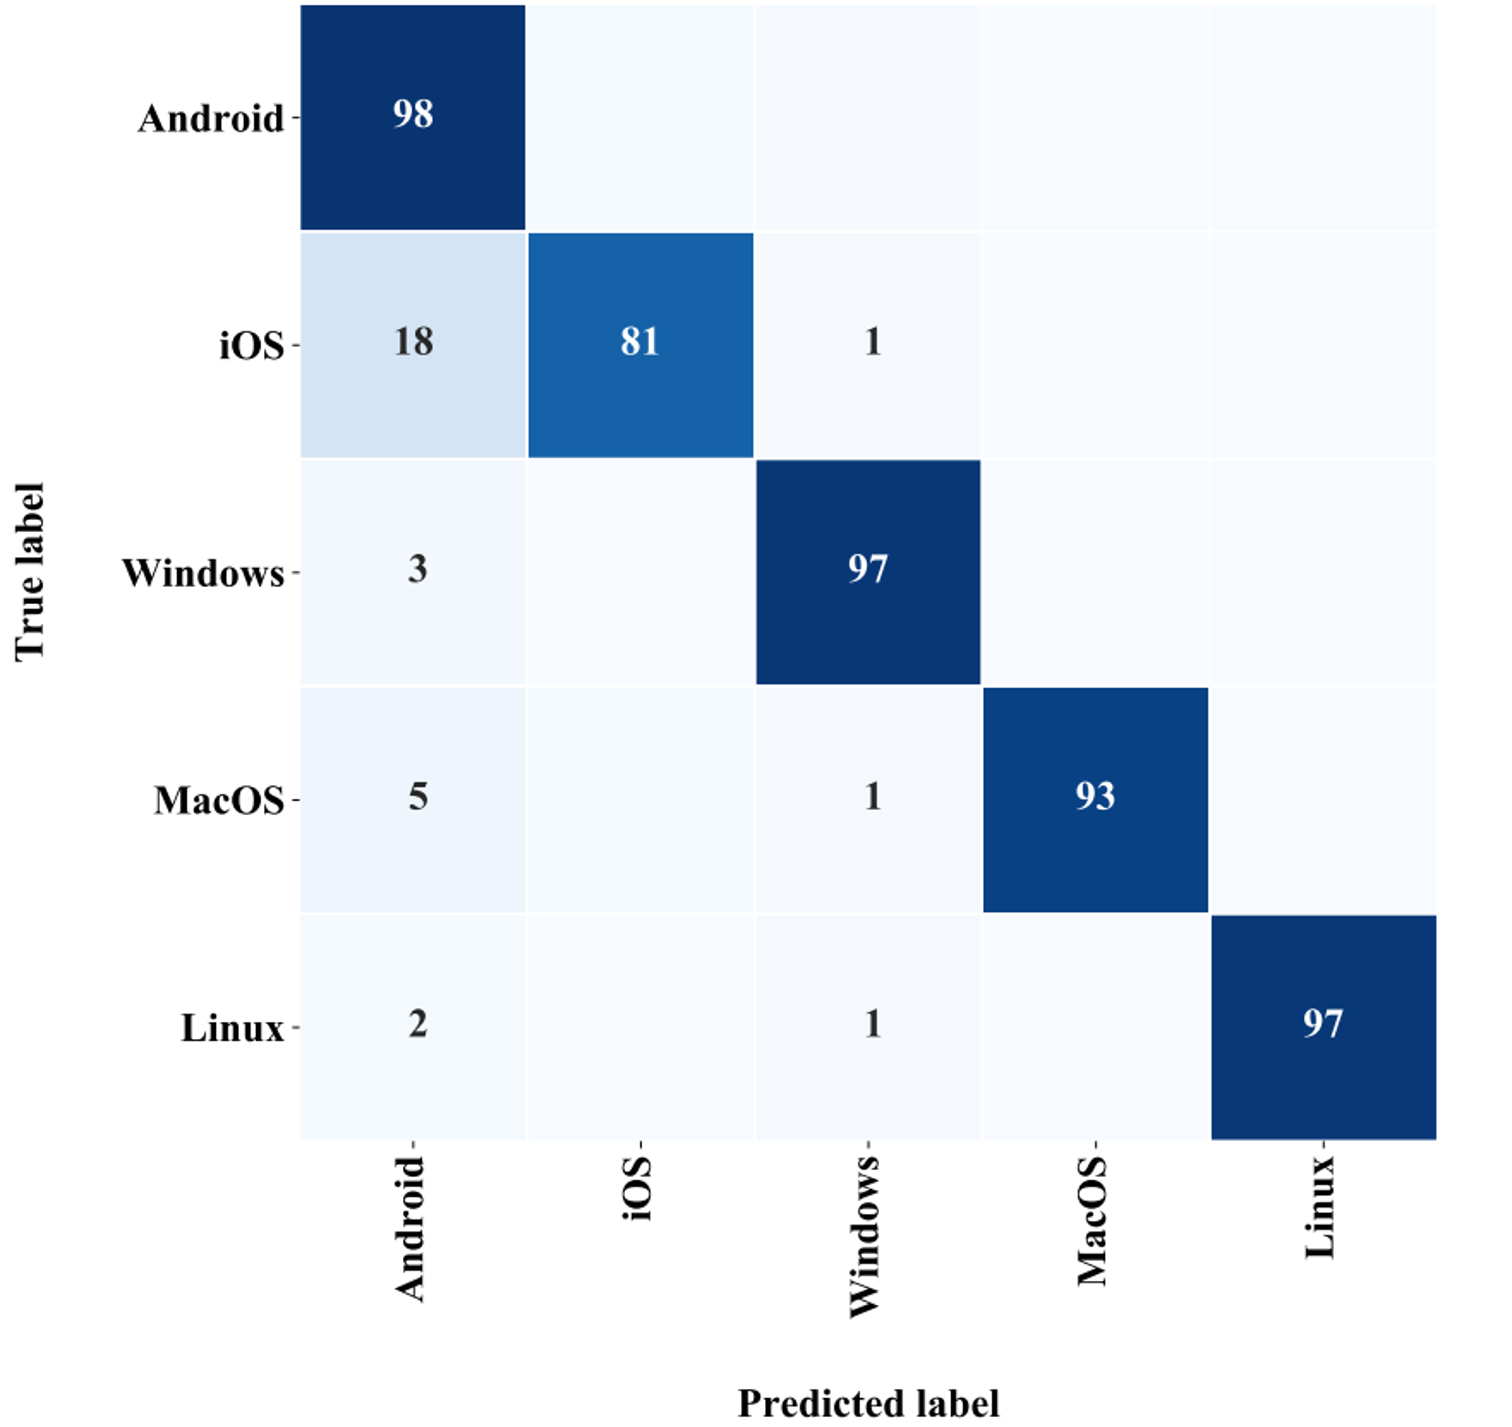 Android 98
iOS 18 81 1
Windows 3 97
MacOS 5 1 93
Linux 2 1 97
True label
Android iOS Windows MacOS Linux
Predicted label